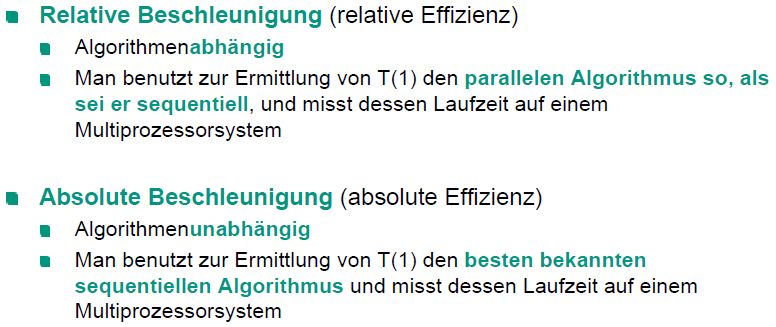 Relative Beschleunigung (relative Effizienz)
Algorithmenabhängig
Man benutzt zur Ermittlung von T(1) den parallelen Algorithmus so, als
sei er sequentiell, und misst dessen Laufzeit auf einem
Multiprozessorsystem
Absolute Beschleunigung (absolute Effizienz)
Algorithmenunabhängig
Man benutzt zur Ermittlung von T(1) den besten bekannten
sequentiellen Algorithmus und misst dessen Laufzeit auf einem
Multiprozessorsystem